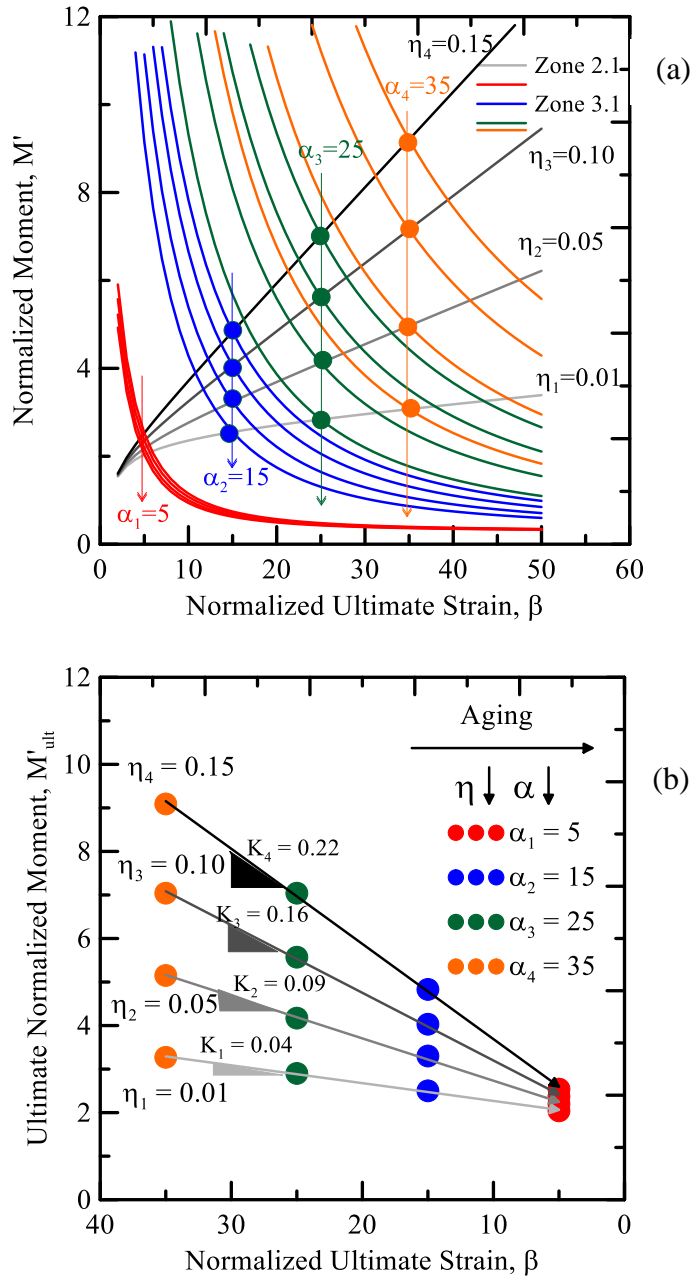 12
8
4
0
Normalized Moment, M'
η4=0.15
Zone 2.1
Zone 3.1
(a)
α4=35
α3=25
η3=0.10
η2=0.05
η1=0.01
α2=15
α1=5
0 10 20 30 40 50 60
Normalized Ultimate Strain, β
12
10
8
6
4
2
0
Ultimate Normalized Moment, M'ult
Aging
(b)
η α
η4 = 0.15
K4 = 0.22
α1 = 5
η3 = 0.10
α2 = 15
K3 = 0.16
α3 = 25
α4 = 35
K2 = 0.09
η2 = 0.05
K1 = 0.04
η1 = 0.01
40 30 20 10 0
Normalized Ultimate Strain, β